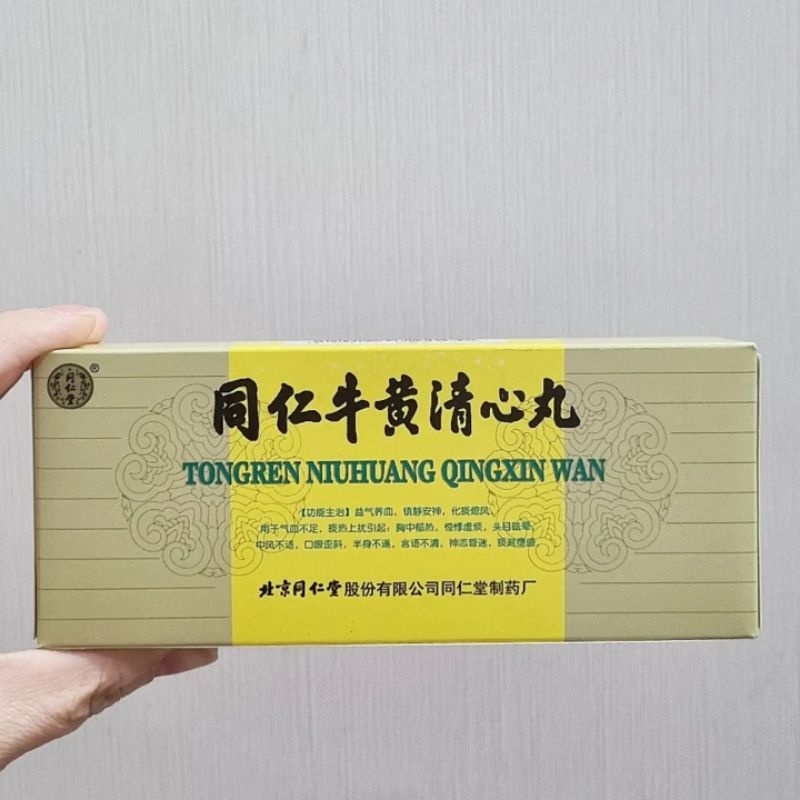 同仁堂
®
同仁牛黄清心丸
TONGREN NIUHUANG QINGXIN WAN
【功能主治】益气养血，镇静安神，化痰熄风。
用于气血不足，痰热上扰引起：胸中郁热，惊悸虚烦，头目眩晕，
中风不语，口眼歪斜，半身不遂，言语不清，神志昏迷，痰涎壅盛。
北京同仁堂股份有限公司同仁堂制药厂